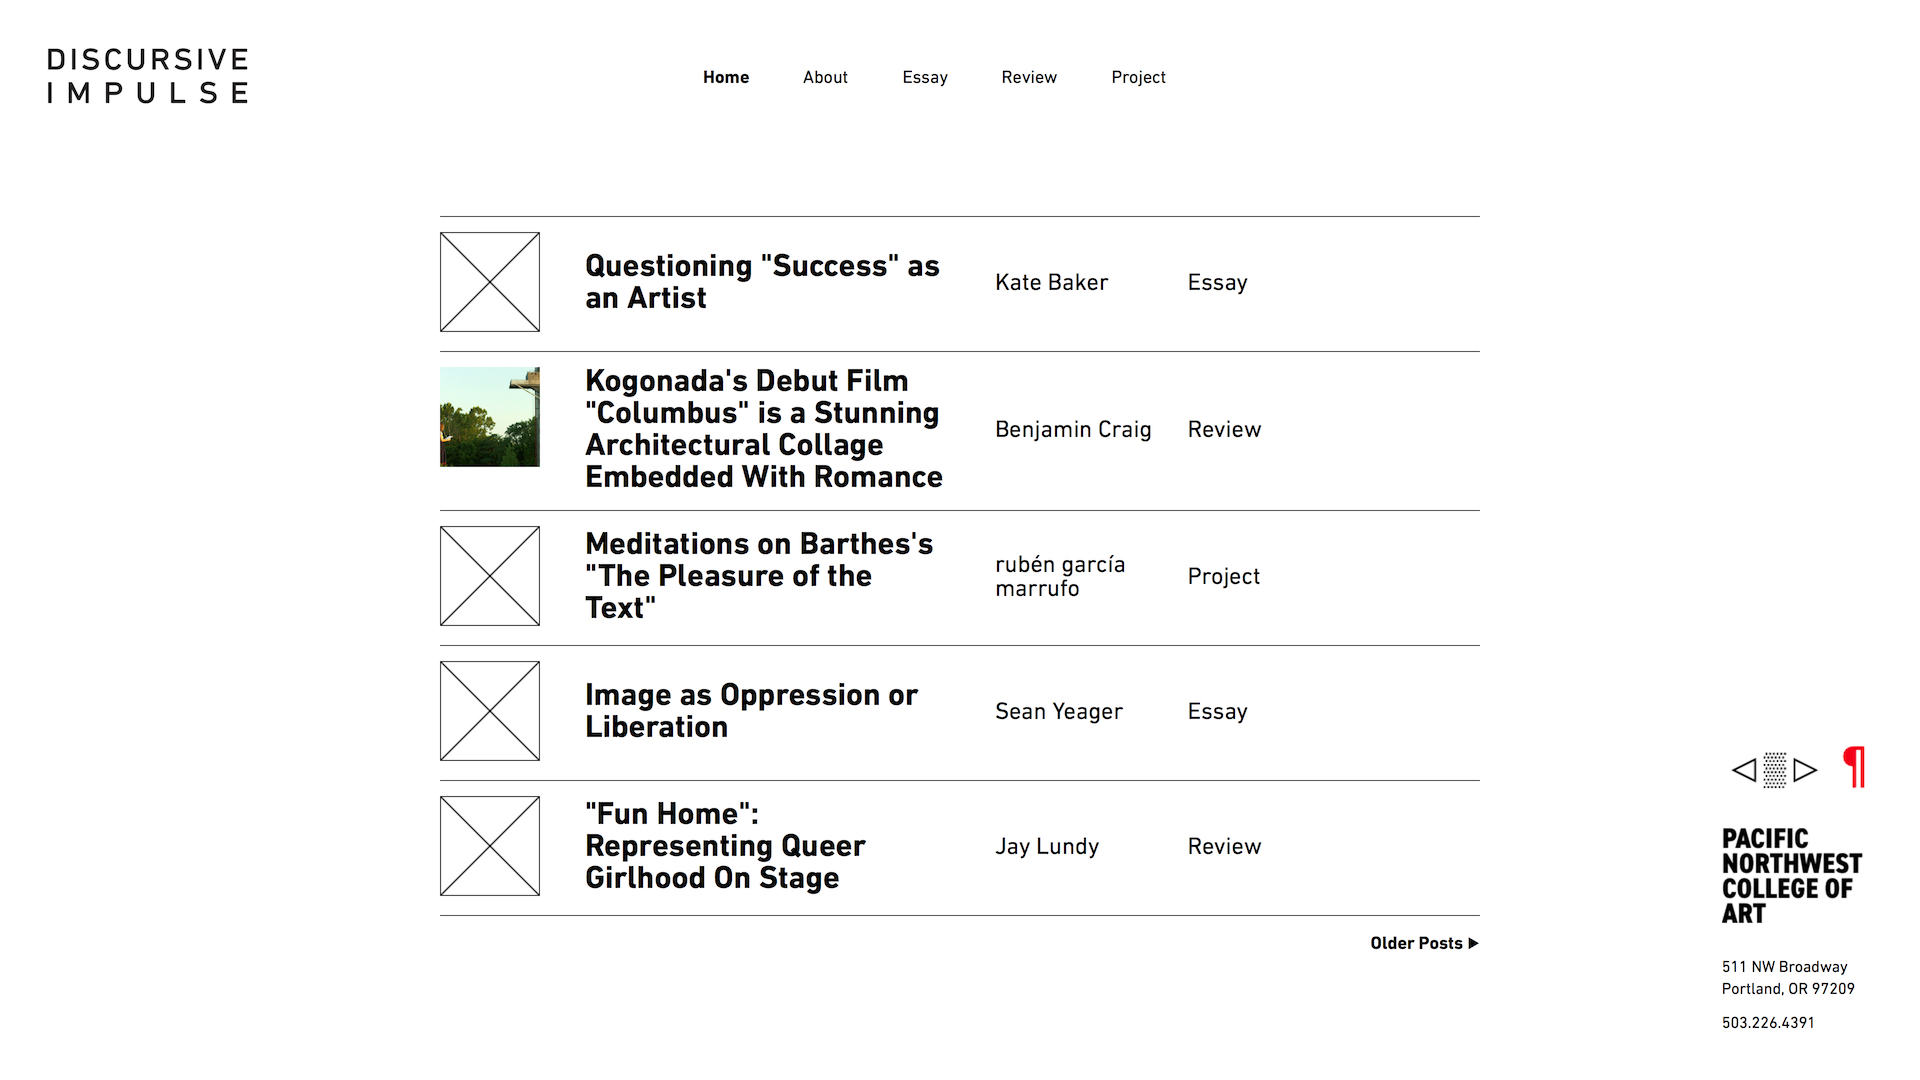 DISCURSIVE
IMPULSE
Home
About
Essay
Review
Project
Questioning "Success" as
an Artist
Kate Baker
Essay
Kogonada's Debut Film
"Columbus" is a Stunning
Architectural Collage
Embedded With Romance
Benjamin Craig
Review
Meditations on Barthes's
"The Pleasure of the
Text"
rubén garcía
marrufo
Project
Image as Oppression or
Liberation
Sean Yeager
Essay
"Fun Home":
Representing Queer
Girlhood On Stage
Jay Lundy
Review
Older Posts ▶
¶
PACIFIC
NORTHWEST
COLLEGE OF
ART
511 NW Broadway
Portland, OR 97209
503.226.4391